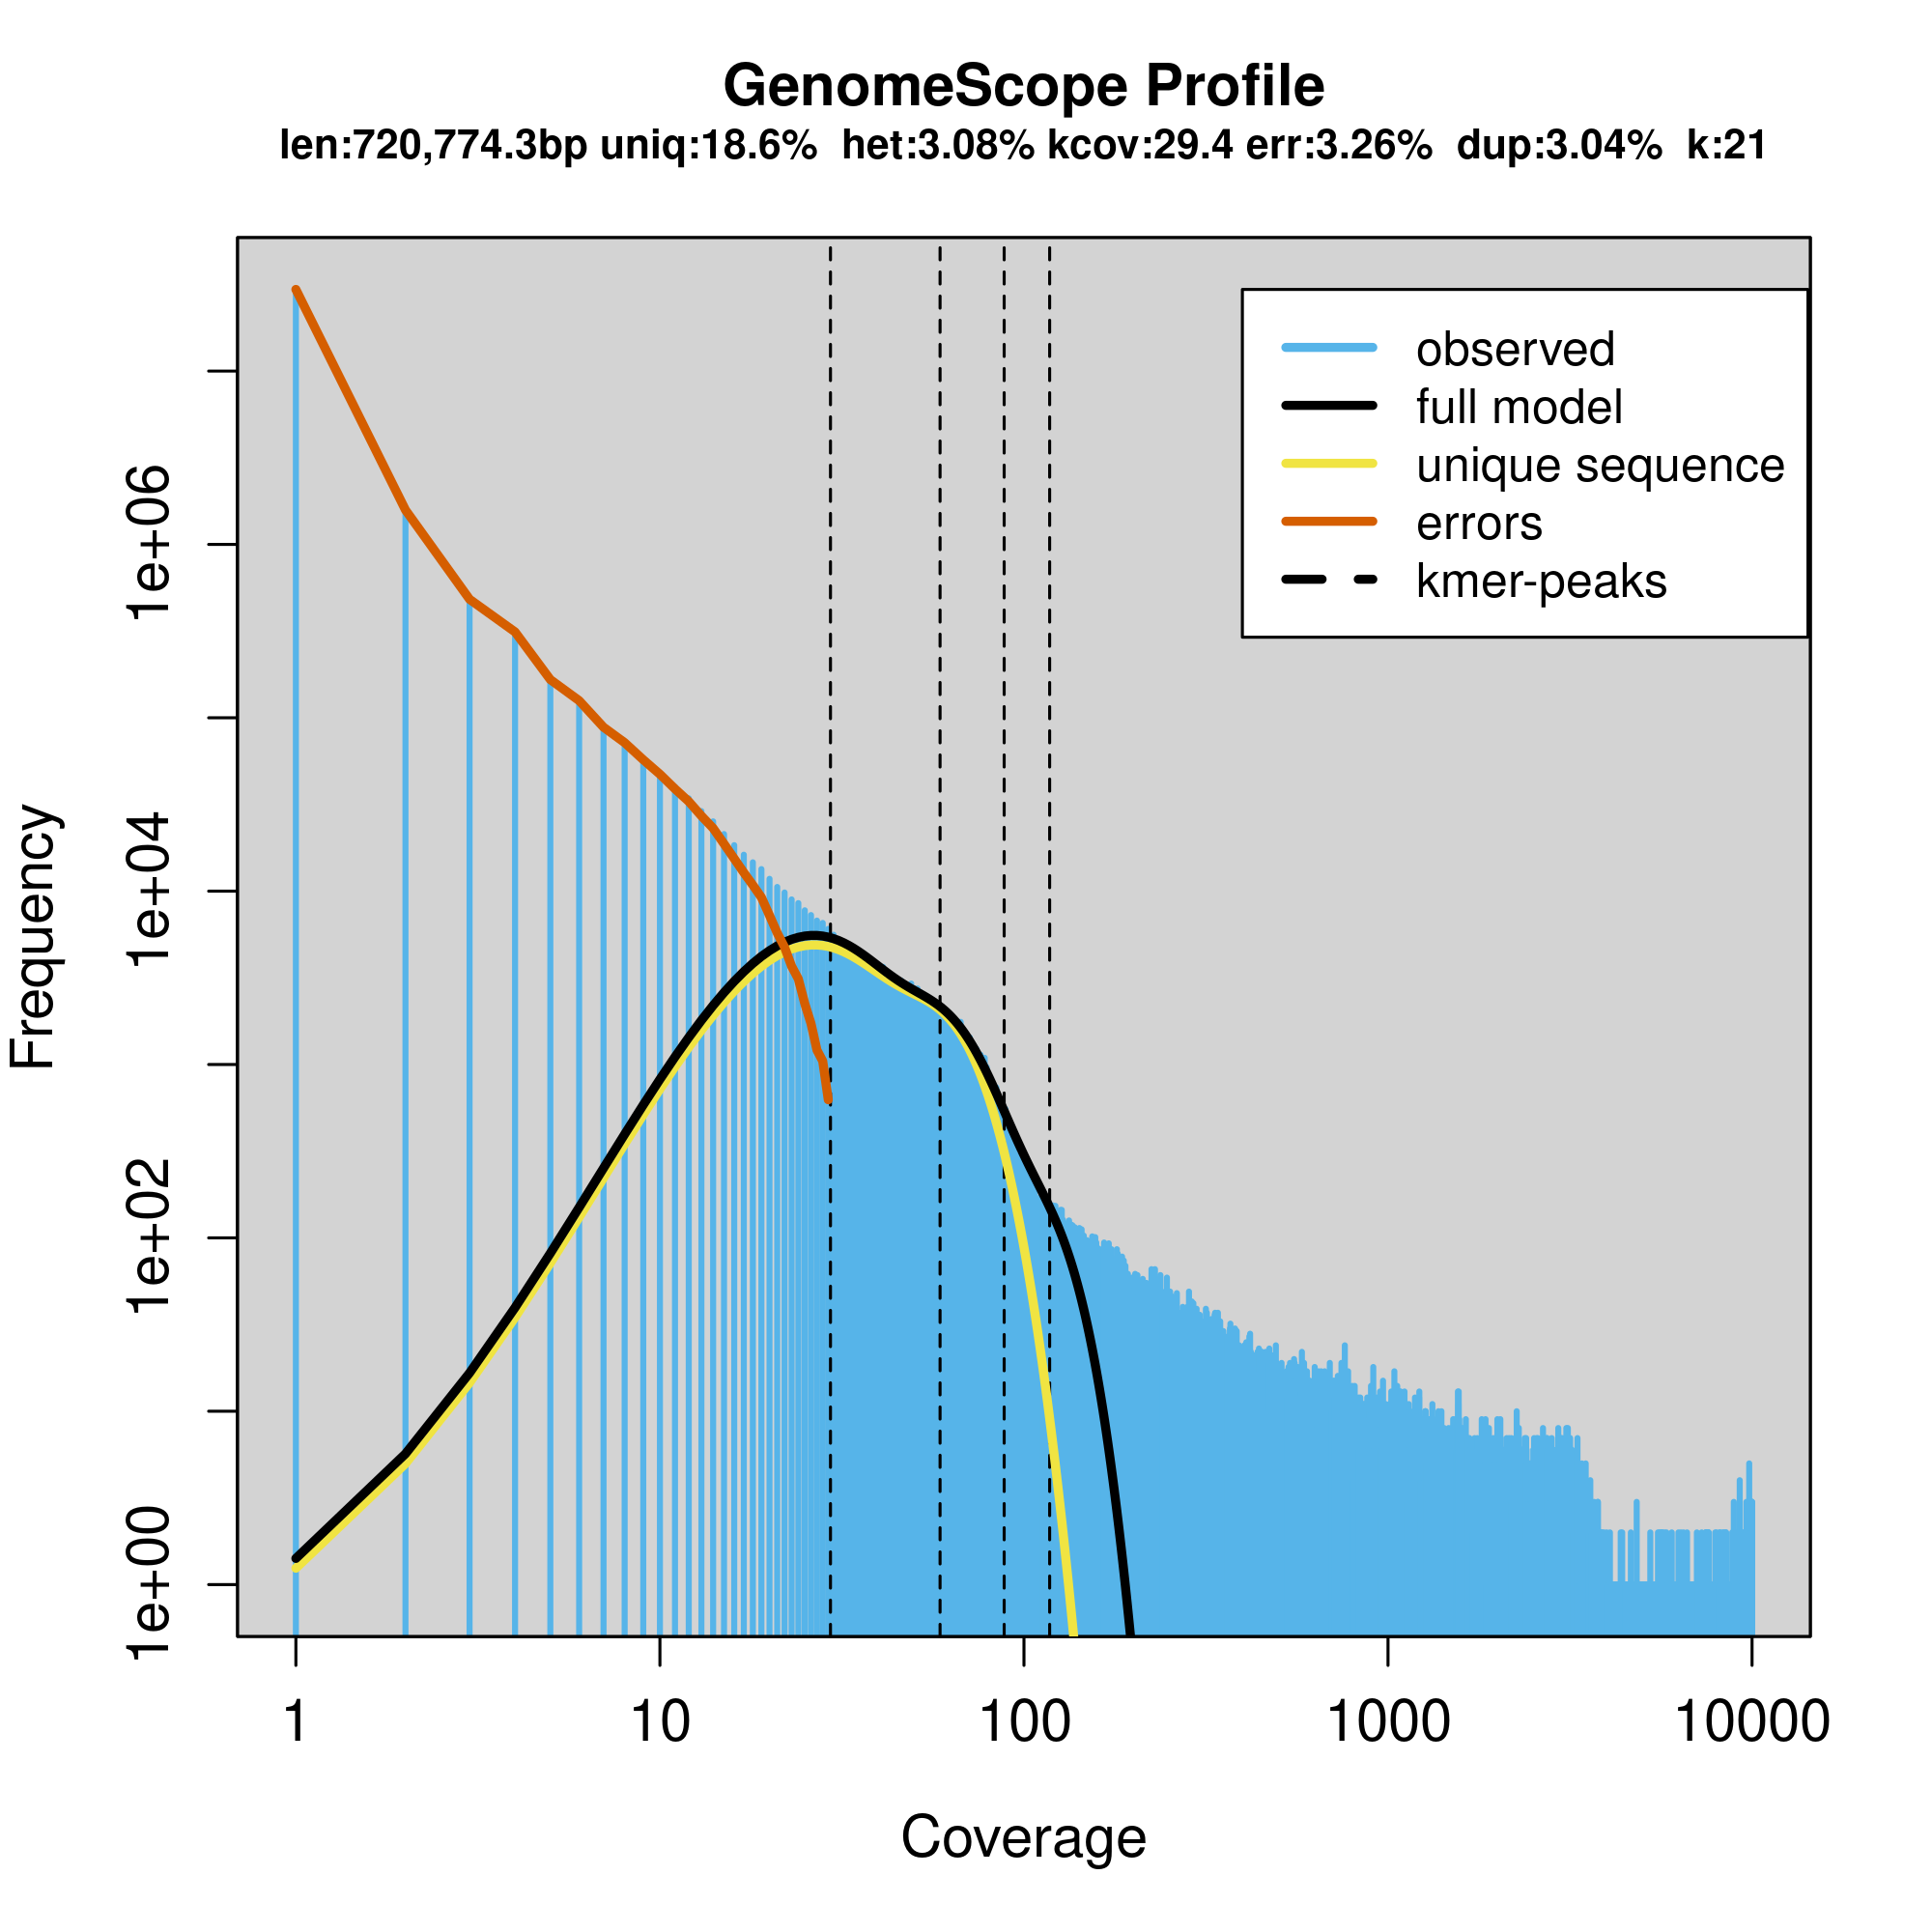 GenomeScope Profile
len:720,774.3bp uniq:18.6% het:3.08% kcov:29.4 err:3.26% dup:3.04% k:21
observed
full model
unique sequence
errors
kmer-peaks
Frequency
1e+06
1e+04
1e+02
1e+00
1 10 100 1000 10000
Coverage